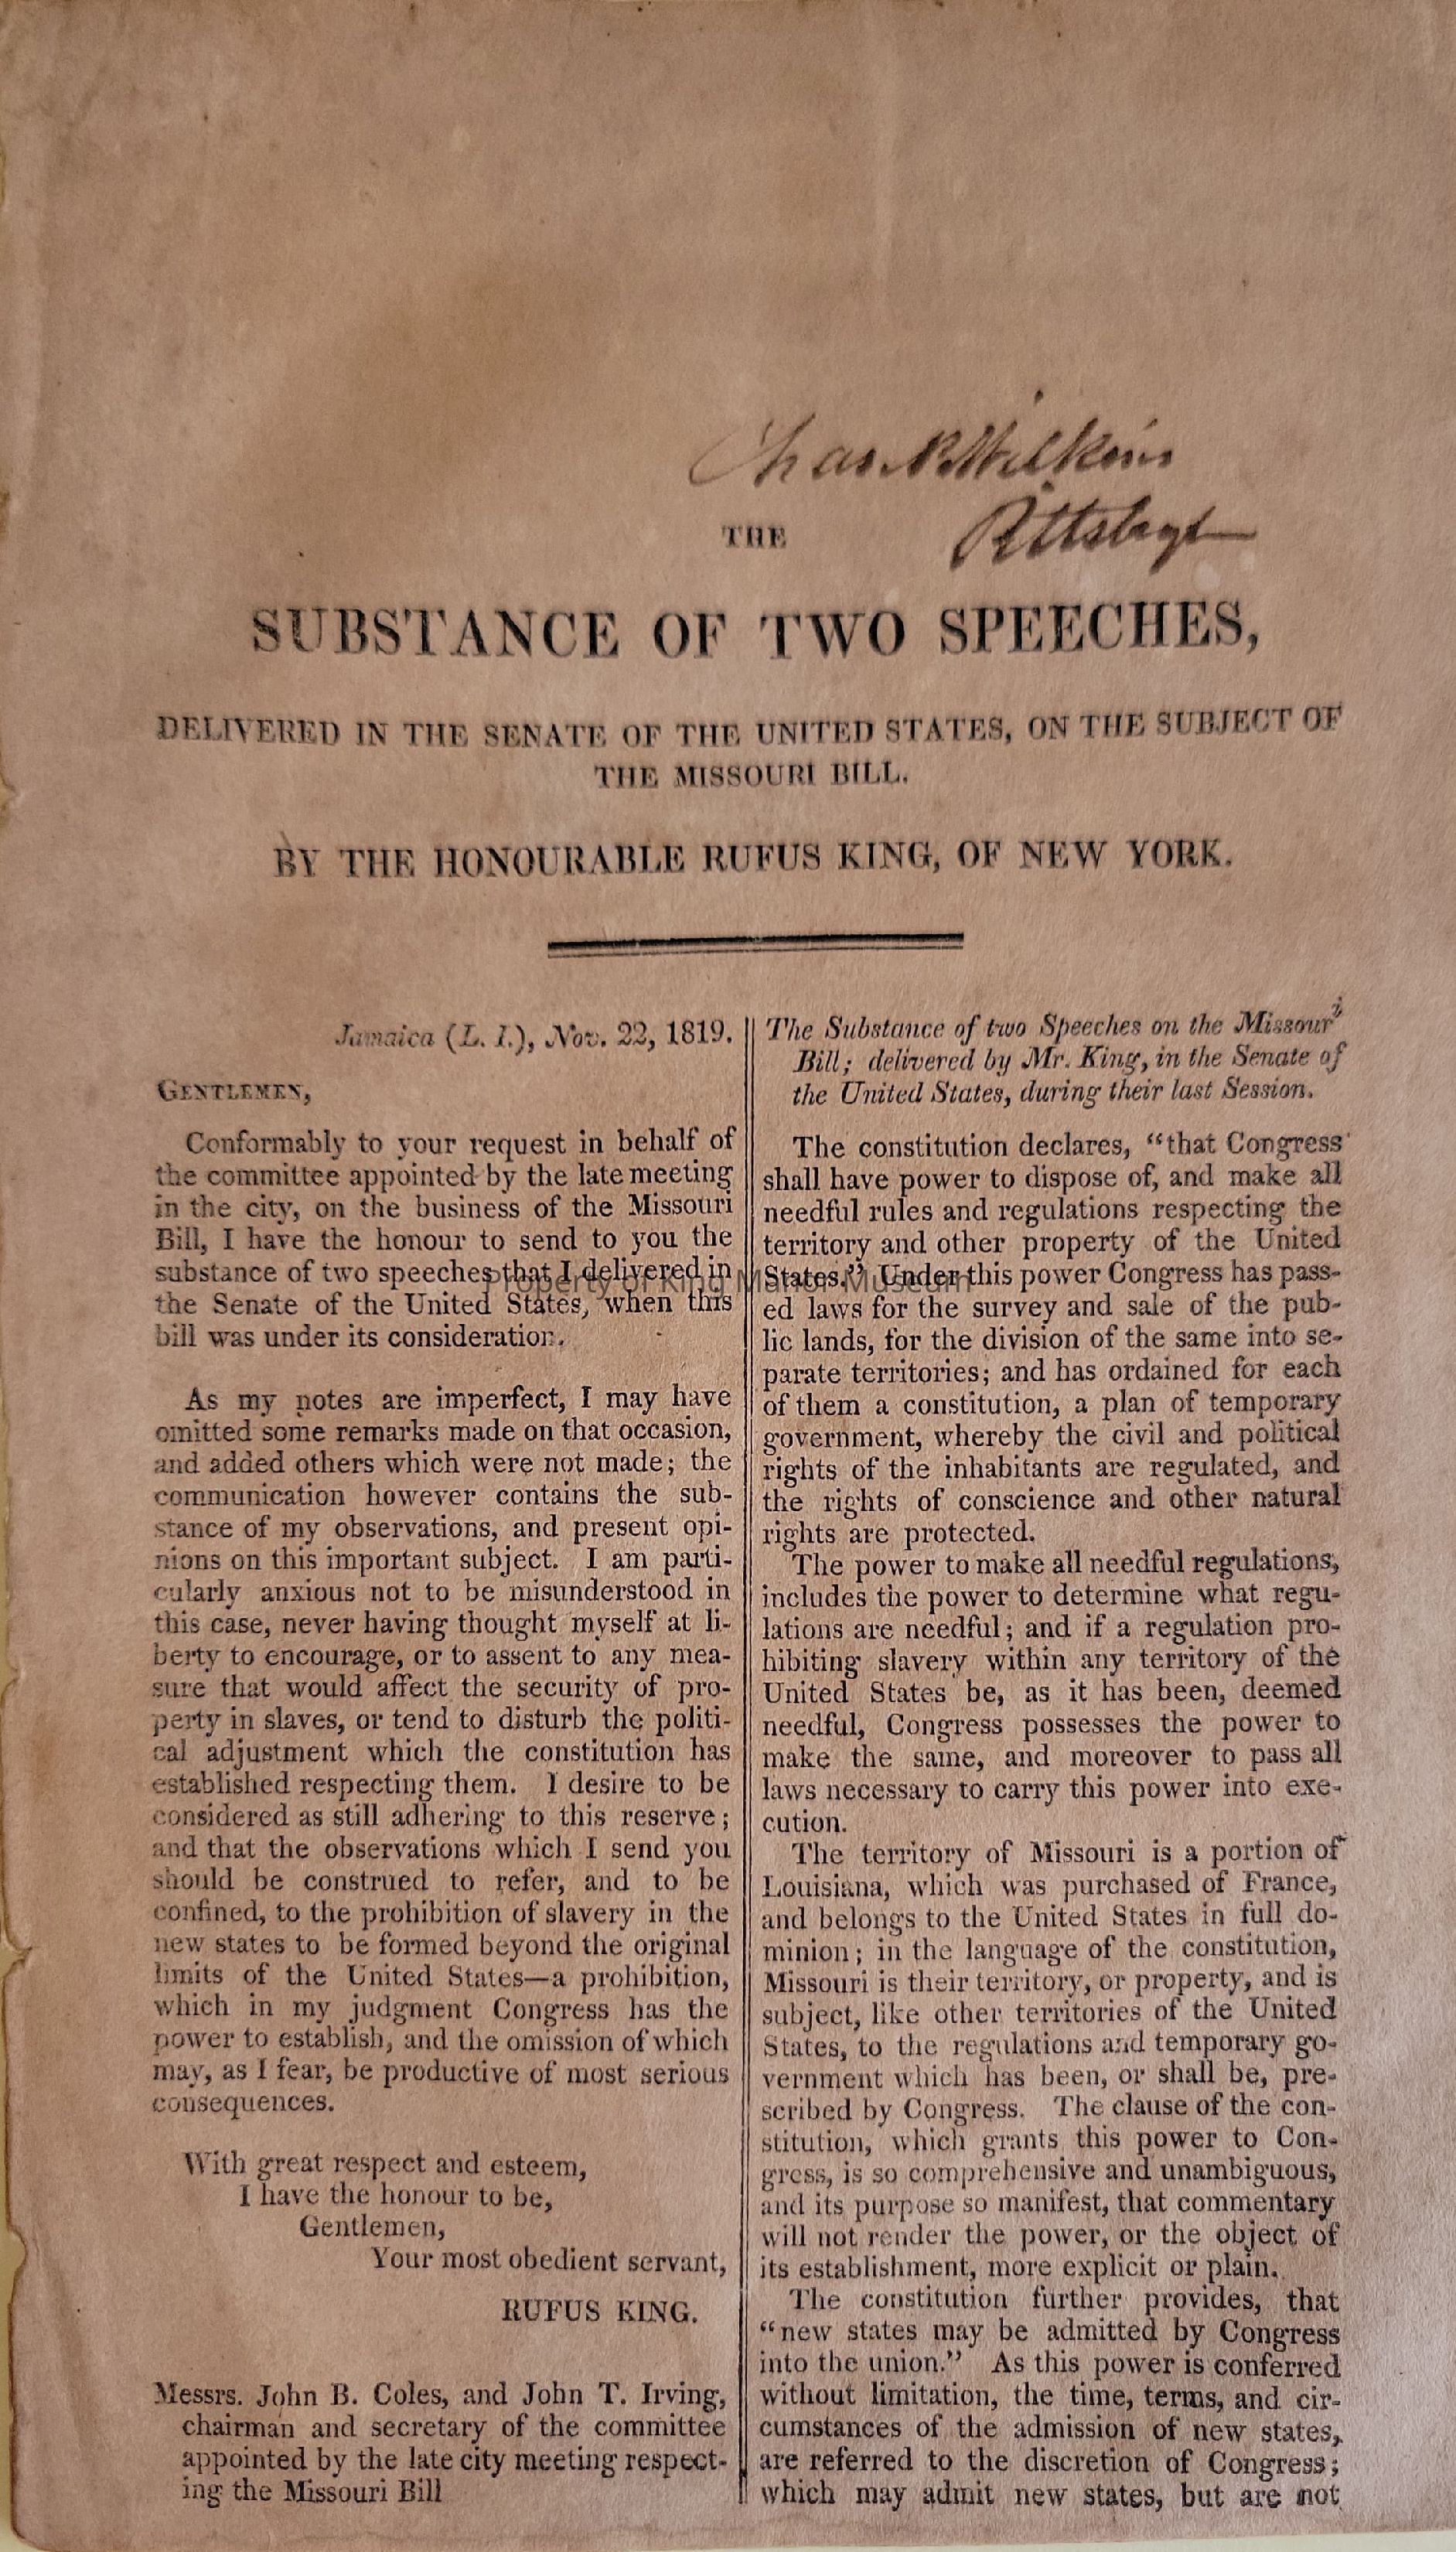 Chas. Wilkins
Pittsbgh
THE
SUBSTANCE OF TWO SPEECHES,
DELIVERED IN THE SENATE OF THE UNITED STATES, ON THE SUBJECT OF
THE MISSOURI BILL.
BY THE HONOURABLE RUFUS KING, OF NEW YORK.
Jamaica (L. I.), Nov. 22, 1819.
GENTLEMEN,
Conformably to your request in behalf of
the committee appointed by the late meeting
in the city, on the business of the Missouri
Bill, I have the honour to send to you the
substance of two speeches that I delivered in
the Senate of the United States, when this
bill was under its consideration.
As my notes are imperfect, I may have
omitted some remarks made on that occasion,
and added others which were not made; the
communication however contains the sub-
stance of my observations, and present opi-
nions on this important subject. I am parti-
cularly anxious not to be misunderstood in
this case, never having thought myself at li-
berty to encourage, or to assent to any mea-
sure that would affect the security of pro-
perty in slaves, or tend to disturb the politi-
cal adjustment which the constitution has
established respecting them. I desire to be
considered as still adhering to this reserve;
and that the observations which I send you
should be construed to refer, and to be
confined, to the prohibition of slavery in the
new states to be formed beyond the original
limits of the United States—a prohibition,
which in my judgment Congress has the
power to establish, and the omission of which
may, as I fear, be productive of most serious
consequences.
With great respect and esteem,
I have the honour to be,
Gentlemen,
Your most obedient servant,
RUFUS KING.
Messrs. John B. Coles, and John T. Irving,
chairman and secretary of the committee
appointed by the late city meeting respect-
ing the Missouri Bill
The Substance of two Speeches on the Missouri
Bill; delivered by Mr. King, in the Senate of
the United States, during their last Session.
The constitution declares, “that Congress
shall have power to dispose of, and make all
needful rules and regulations respecting the
territory and other property of the United
States.” Under this power Congress has pass-
ed laws for the survey and sale of the pub-
lic lands, for the division of the same into se-
parate territories; and has ordained for each
of them a constitution, a plan of temporary
government, whereby the civil and political
rights of the inhabitants are regulated, and
the rights of conscience and other natural
rights are protected.
The power to make all needful regulations,
includes the power to determine what regu-
lations are needful; and if a regulation pro-
hibiting slavery within any territory of the
United States be, as it has been, deemed
needful, Congress possesses the power to
make the same, and moreover to pass all
laws necessary to carry this power into exe-
cution.
The territory of Missouri is a portion of
Louisiana, which was purchased of France,
and belongs to the United States in full do-
minion; in the language of the constitution,
Missouri is their territory, or property, and is
subject, like other territories of the United
States, to the regulations and temporary go-
vernment which has been, or shall be, pre-
scribed by Congress. The clause of the con-
stitution, which grants this power to Con-
gress, is so comprehensive and unambiguous,
and its purpose so manifest, that commentary
will not render the power, or the object of
its establishment, more explicit or plain.
The constitution further provides, that
“new states may be admitted by Congress
into the union.” As this power is conferred
without limitation, the time, terms, and cir-
cumstances of the admission of new states,
are referred to the discretion of Congress;
which may admit new states, but are not
Property of King Manor Museum